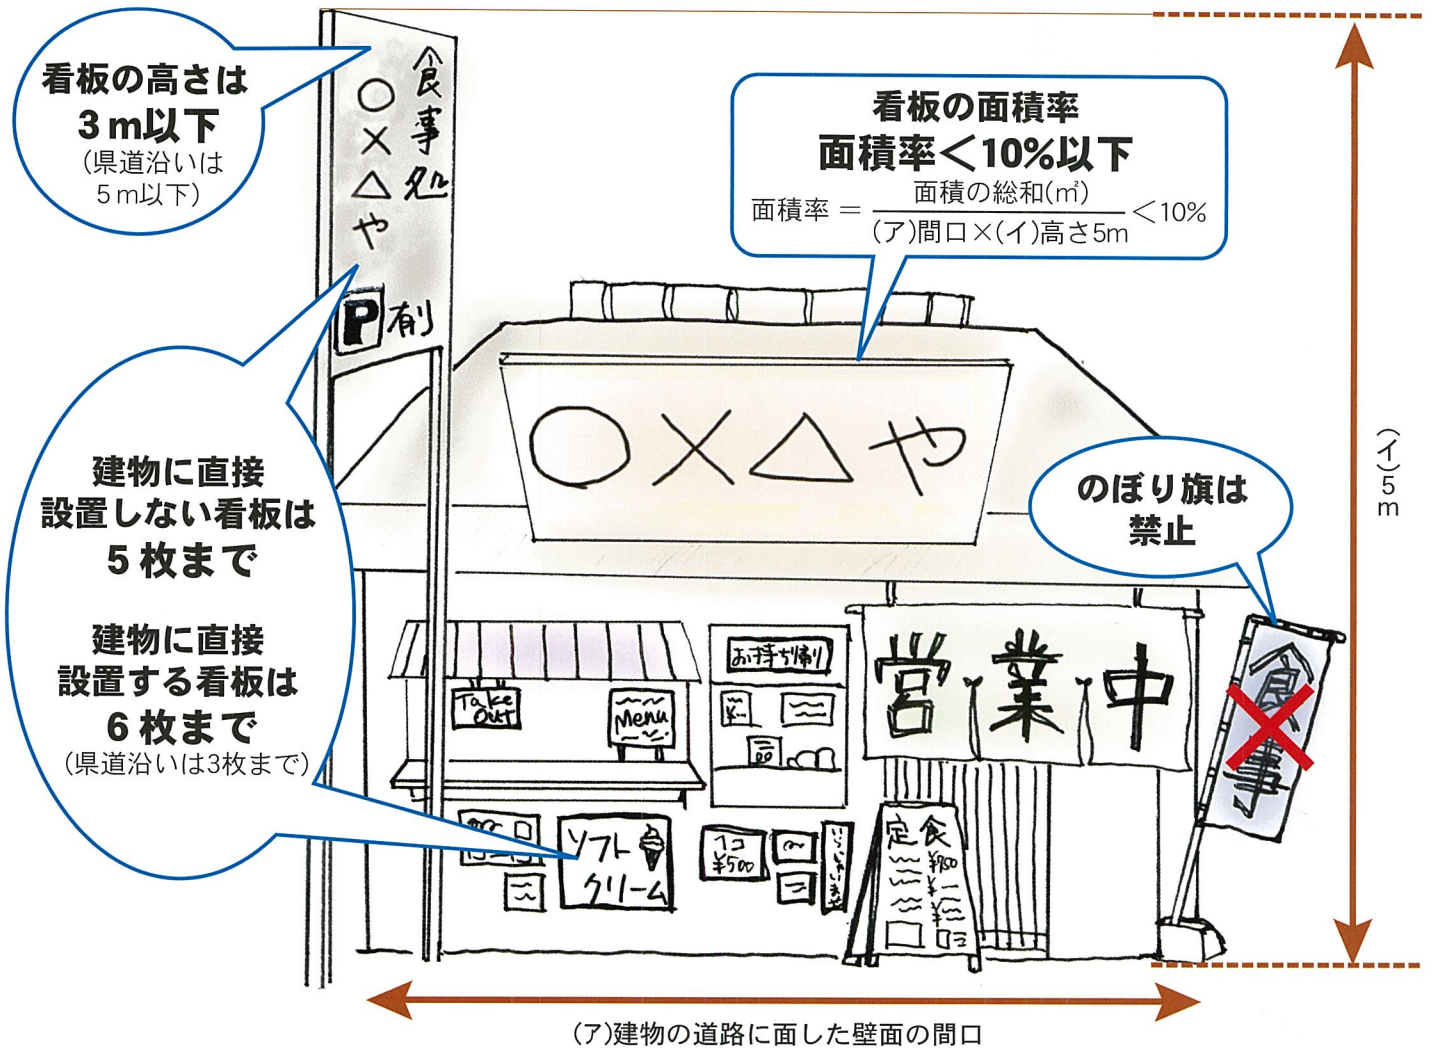 看板の高さは
3m以下
(県道沿いは
5m以下)
食事処
○×△や
P有り
看板の面積率
面積率<10%以下
面積率 = 面積の総和(㎡) / (ア)間口×(イ)高さ5m <10%
建物に直接
設置しない看板は
5枚まで
建物に直接
設置する看板は
6枚まで
(県道沿いは3枚まで)
○×△や
のぼり旗は
禁止
(イ)5m
Take
Out
Menu
お持ち帰り
営業中
食事
ソフト
クリーム
1コ
¥500
いらっしゃいませ
定食
(ア)建物の道路に面した壁面の間口